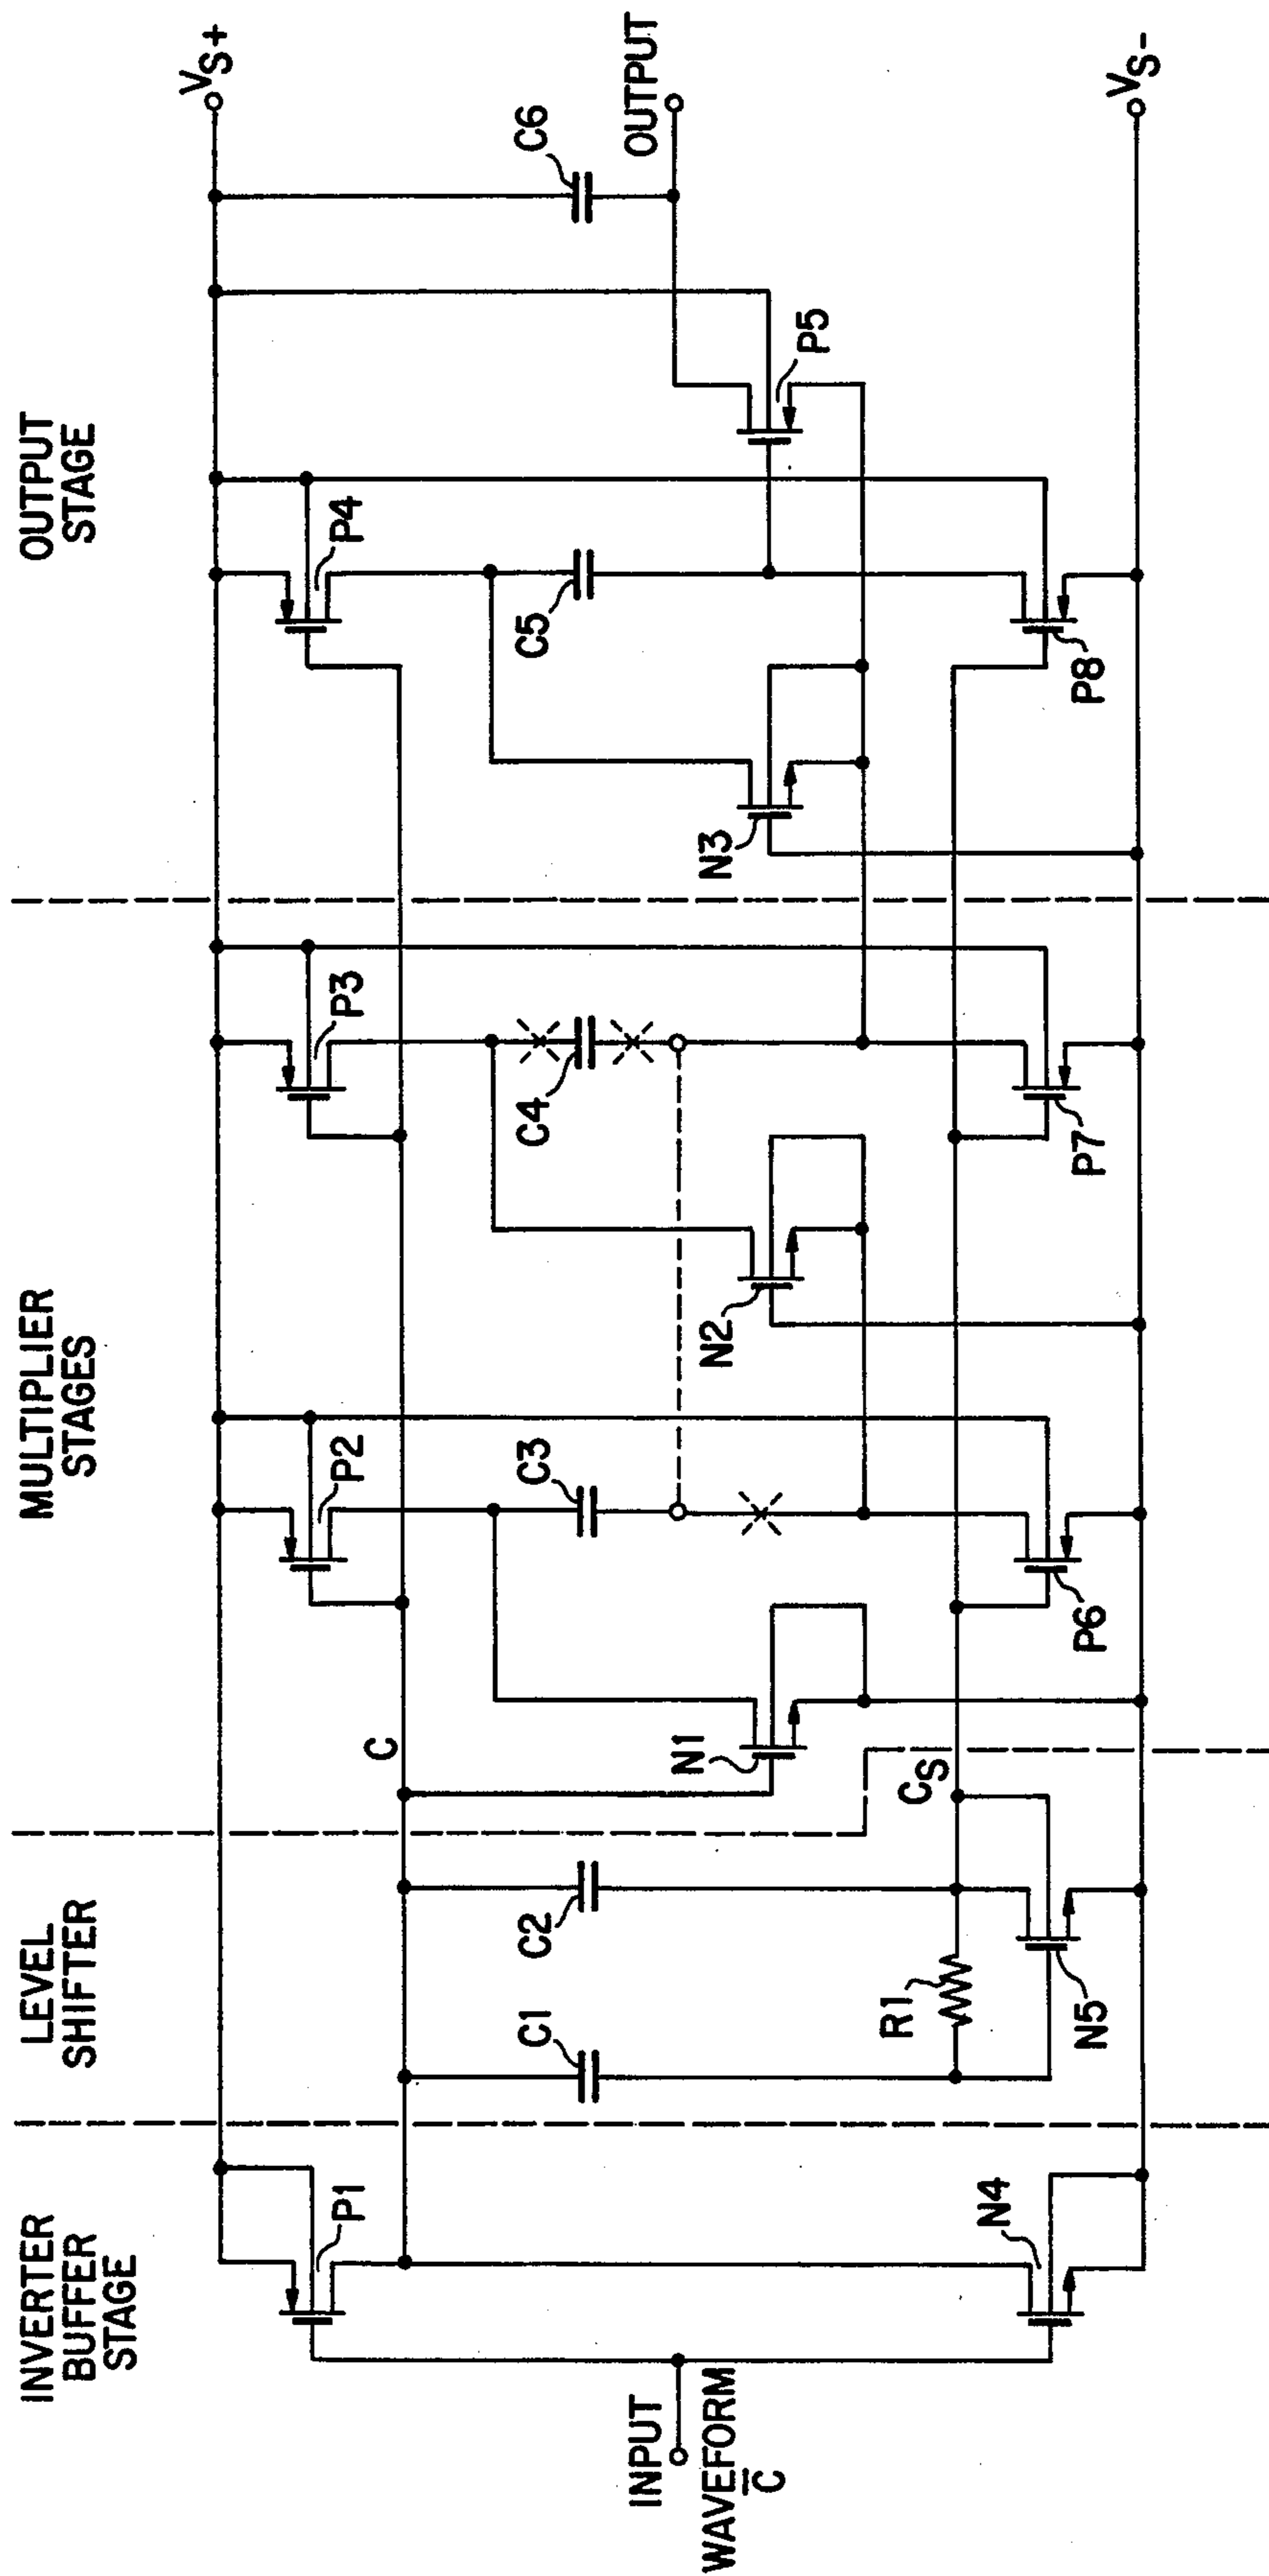 INVERTER
BUFFER
STAGE
LEVEL
SHIFTER
MULTIPLIER
STAGES
OUTPUT
STAGE
VS+
P1
P2
P3
P4
C
C1
C2
C3
C4
C5
C6
OUTPUT
INPUT
WAVEFORM
C̅
N1
N2
N3
P5
R1
CS
N4
N5
P6
P7
P8
VS-